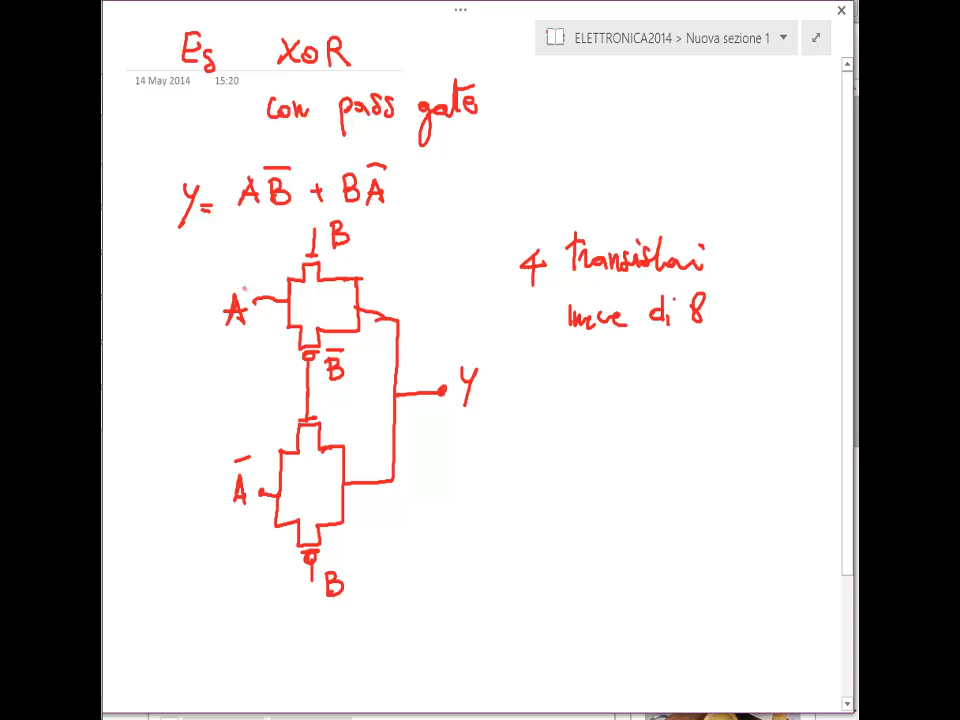 ELETTRONICA2014 > Nuova sezione 1
Es XOR
14 May 2014 15:20
con pass gate
Y= AB̅ + BA̅
B
4 transistori
A
invece di 8
B̅
Y
A̅
B